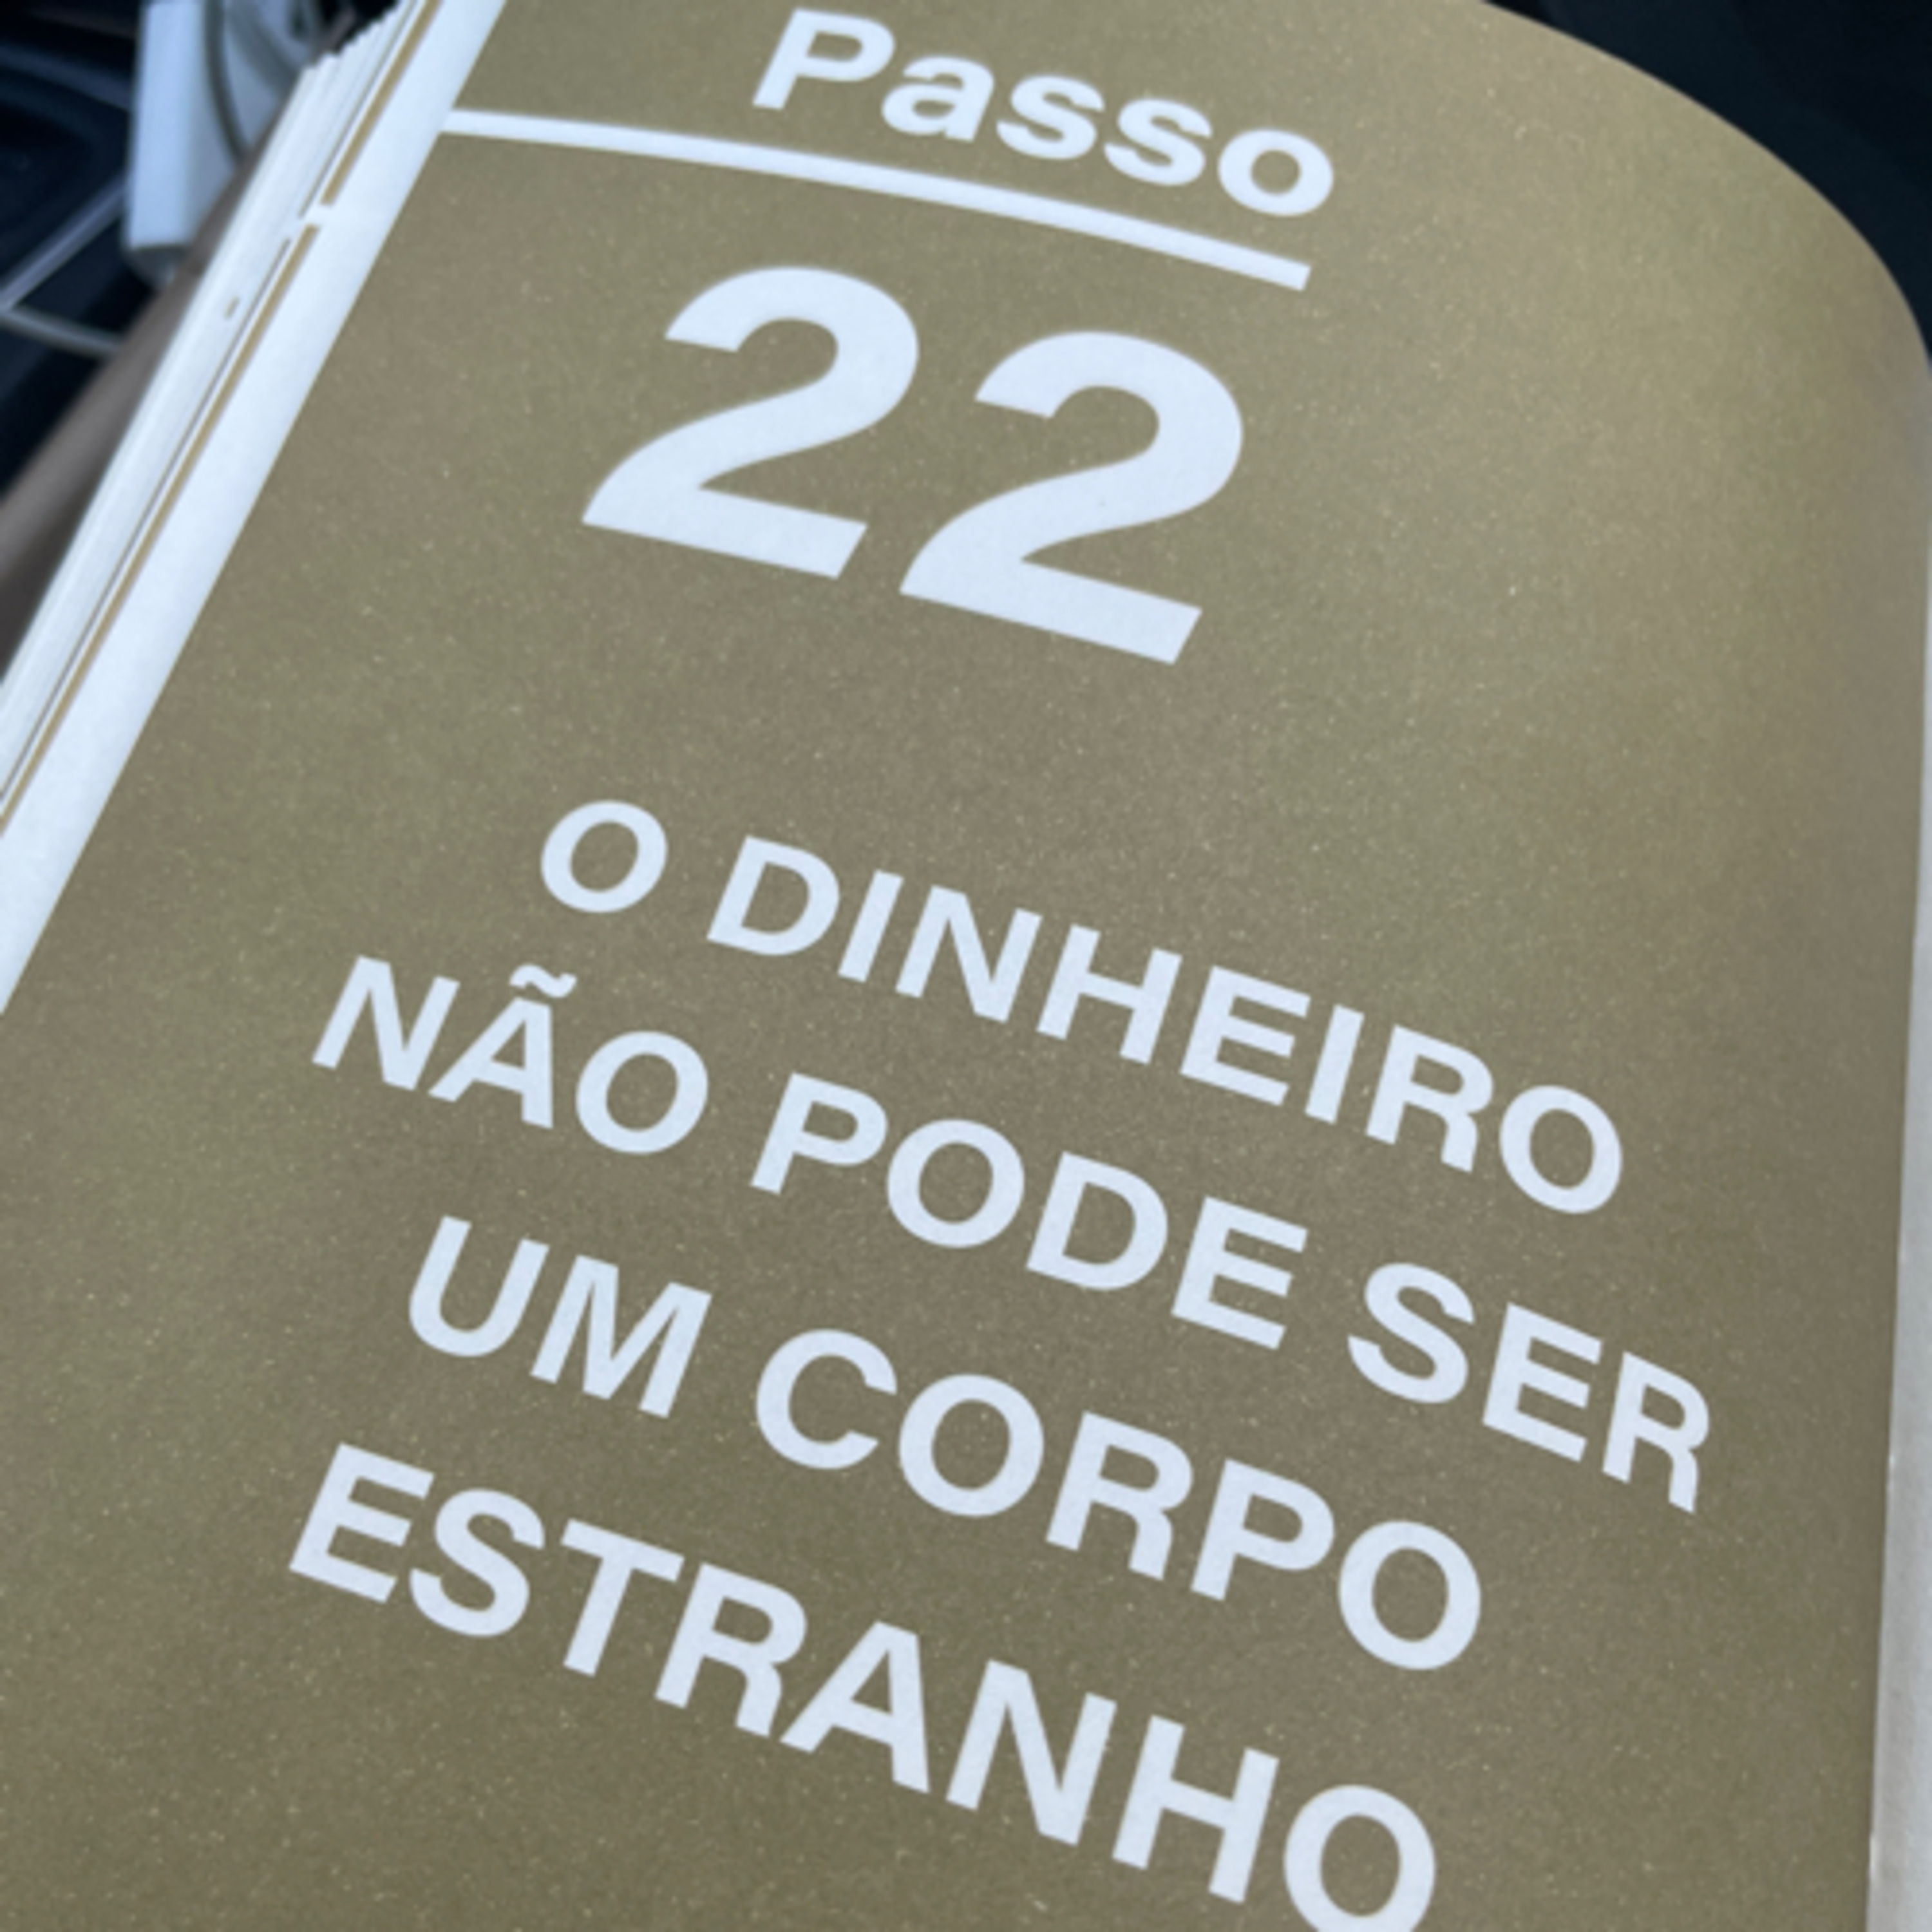 Passo
22
O DINHEIRO
NÃO PODE SER
UM CORPO
ESTRANHO